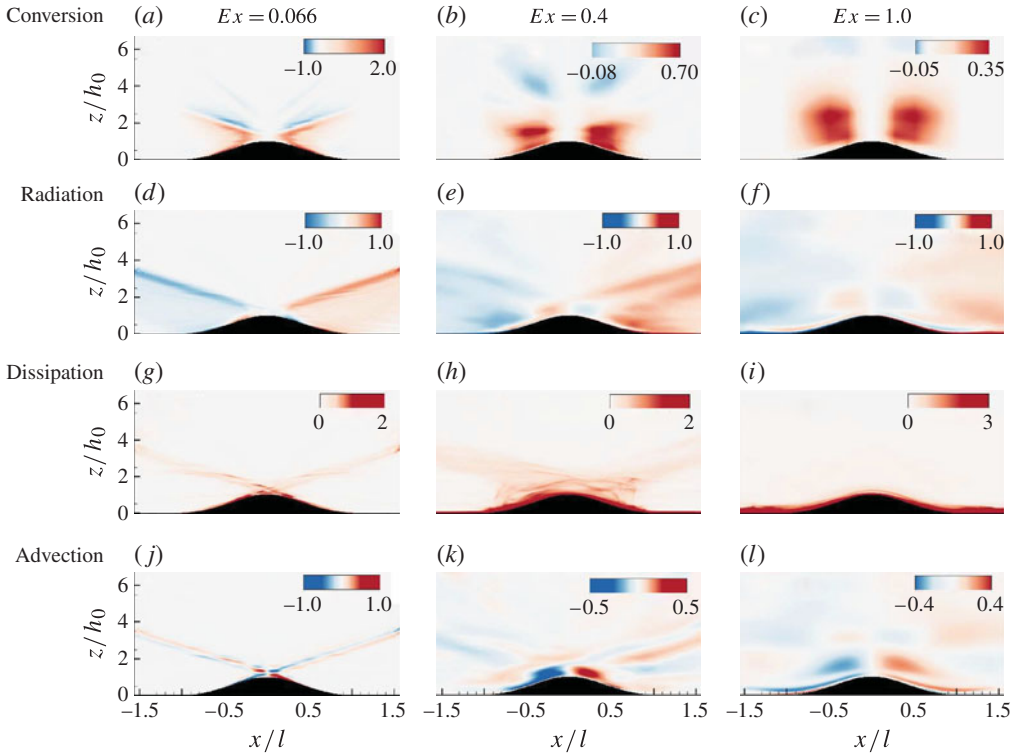 Conversion (a) Ex = 0.066 (b) Ex = 0.4 (c) Ex = 1.0
6
4
2
0
z/h0
−1.0 2.0
−0.08 0.70
−0.05 0.35
Radiation (d) (e) (f)
6
4
2
0
z/h0
−1.0 1.0
−1.0 1.0
−1.0 1.0
Dissipation (g) (h) (i)
6
4
2
0
z/h0
0 2
0 2
0 3
Advection (j) (k) (l)
6
4
2
0
z/h0
−1.0 1.0
−0.5 0.5
−0.4 0.4
−1.5 −0.5 0.5 1.5
−1.5 −0.5 0.5 1.5
−1.5 −0.5 0.5 1.5
x/l x/l x/l